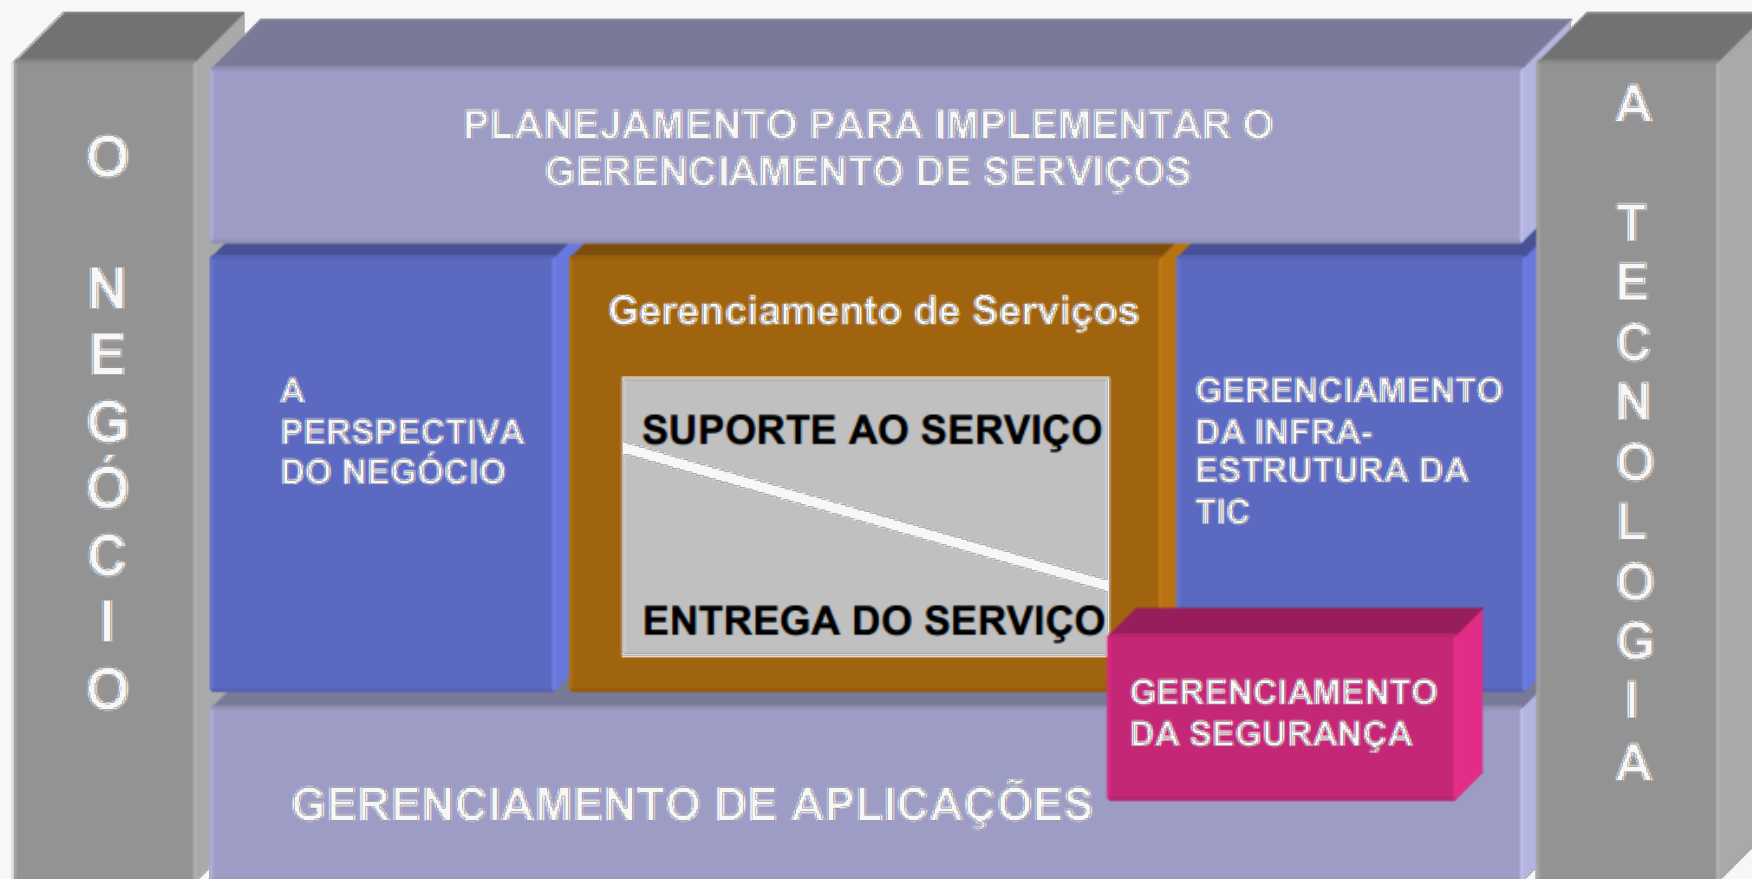 O NEGÓCIO
PLANEJAMENTO PARA IMPLEMENTAR O
GERENCIAMENTO DE SERVIÇOS
A
PERSPECTIVA
DO NEGÓCIO
Gerenciamento de Serviços
SUPORTE AO SERVIÇO
ENTREGA DO SERVIÇO
GERENCIAMENTO
DA INFRA-
ESTRUTURA DA
TIC
GERENCIAMENTO
DA SEGURANÇA
GERENCIAMENTO DE APLICAÇÕES
A TECNOLOGIA